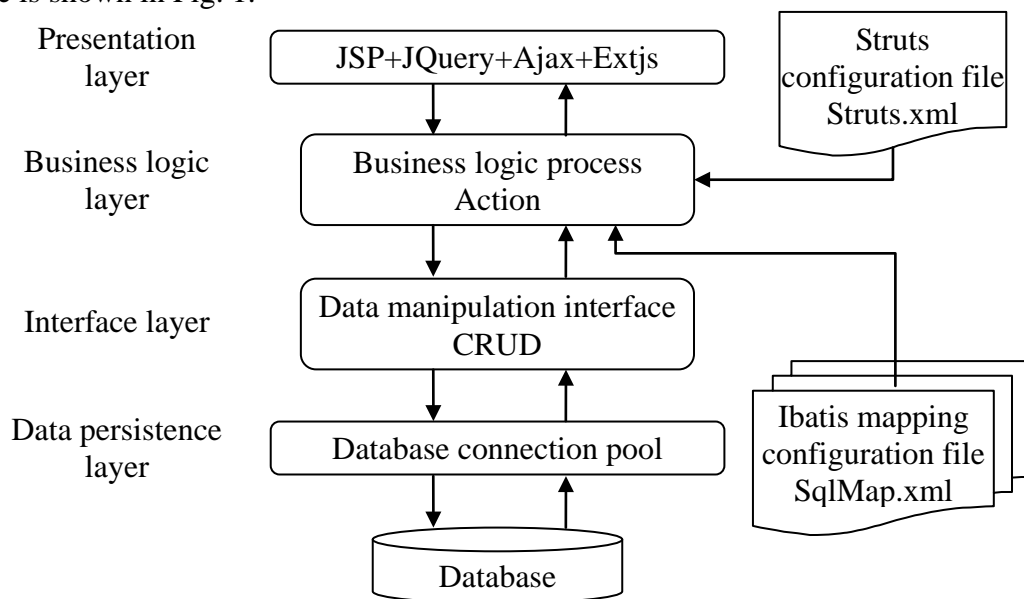 is shown in Fig. 1.
Presentation
layer
JSP+JQuery+Ajax+Extjs
Struts
configuration file
Struts.xml
Business logic
layer
Business logic process
Action
Interface layer
Data manipulation interface
CRUD
Data persistence
layer
Database connection pool
Ibatis mapping
configuration file
SqlMap.xml
Database